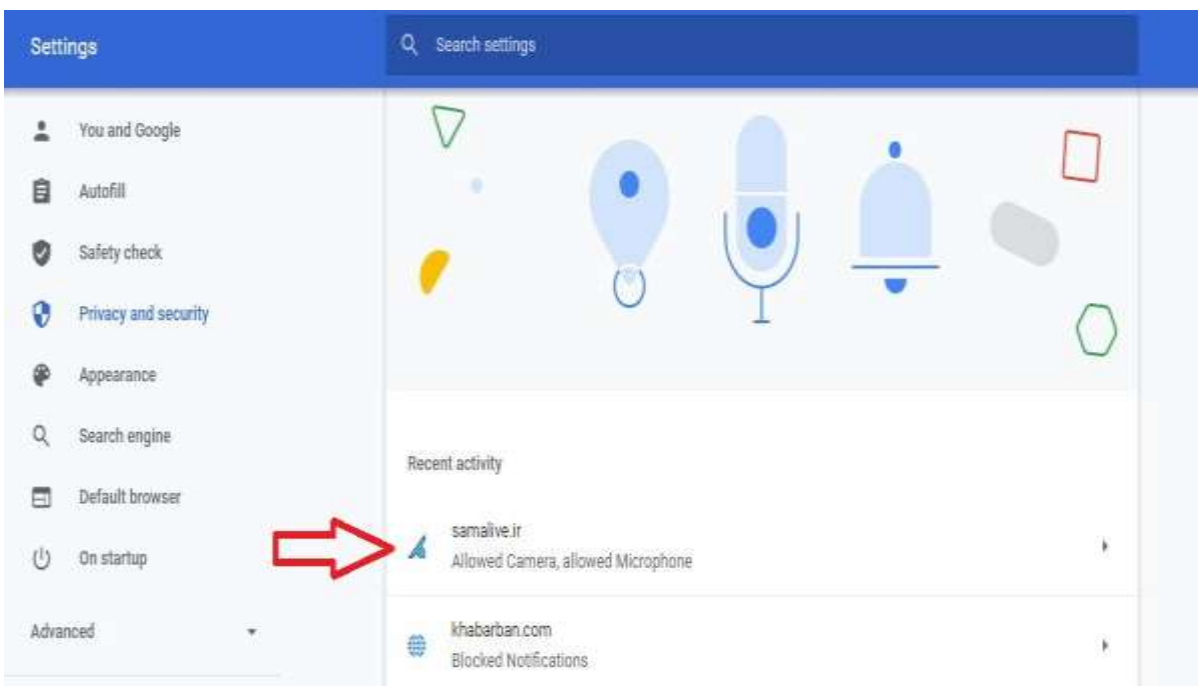 Settings
Search settings
You and Google
Autofill
Safety check
Privacy and security
Appearance
Search engine
Default browser
On startup
Advanced
Recent activity
samalive.ir
Allowed Camera, allowed Microphone
khabarban.com
Blocked Notifications